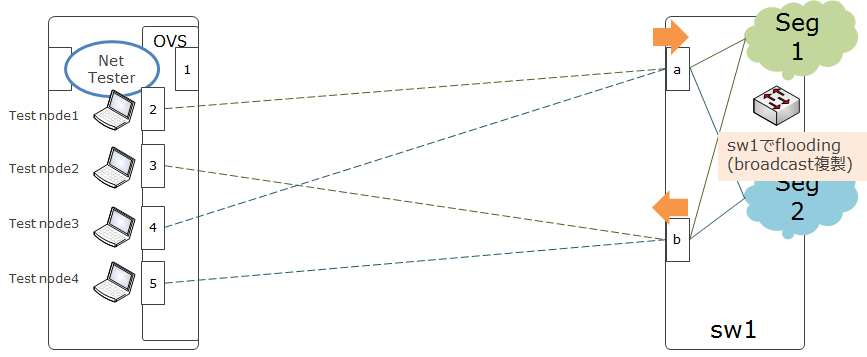 OVS
Net
Tester
1
Test node1
2
Test node2
3
Test node3
4
Test node4
5
a
b
Seg
1
sw1でflooding
(broadcast複製)
Seg
2
sw1